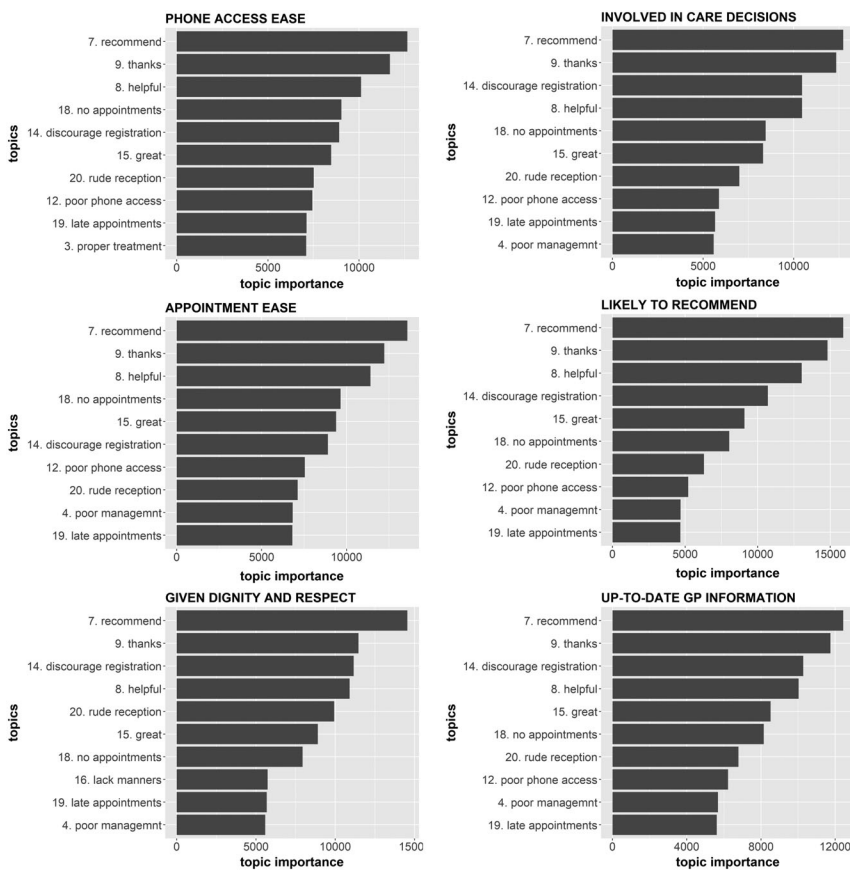 PHONE ACCESS EASE
topics
7. recommend
9. thanks
8. helpful
18. no appointments
14. discourage registration
15. great
20. rude reception
12. poor phone access
19. late appointments
3. proper treatment
0 5000 10000
topic importance
INVOLVED IN CARE DECISIONS
topics
7. recommend
9. thanks
14. discourage registration
8. helpful
18. no appointments
15. great
20. rude reception
12. poor phone access
19. late appointments
4. poor managemnt
0 5000 10000
topic importance
APPOINTMENT EASE
topics
7. recommend
9. thanks
8. helpful
18. no appointments
15. great
14. discourage registration
12. poor phone access
20. rude reception
4. poor managemnt
19. late appointments
0 5000 10000
topic importance
LIKELY TO RECOMMEND
topics
7. recommend
9. thanks
8. helpful
14. discourage registration
15. great
18. no appointments
20. rude reception
12. poor phone access
4. poor managemnt
19. late appointments
0 5000 10000 15000
topic importance
GIVEN DIGNITY AND RESPECT
topics
7. recommend
9. thanks
14. discourage registration
8. helpful
20. rude reception
15. great
18. no appointments
16. lack manners
19. late appointments
4. poor managemnt
0 5000 10000 1500
topic importance
UP-TO-DATE GP INFORMATION
topics
7. recommend
9. thanks
14. discourage registration
8. helpful
15. great
18. no appointments
20. rude reception
12. poor phone access
4. poor managemnt
19. late appointments
0 4000 8000 12000
topic importance